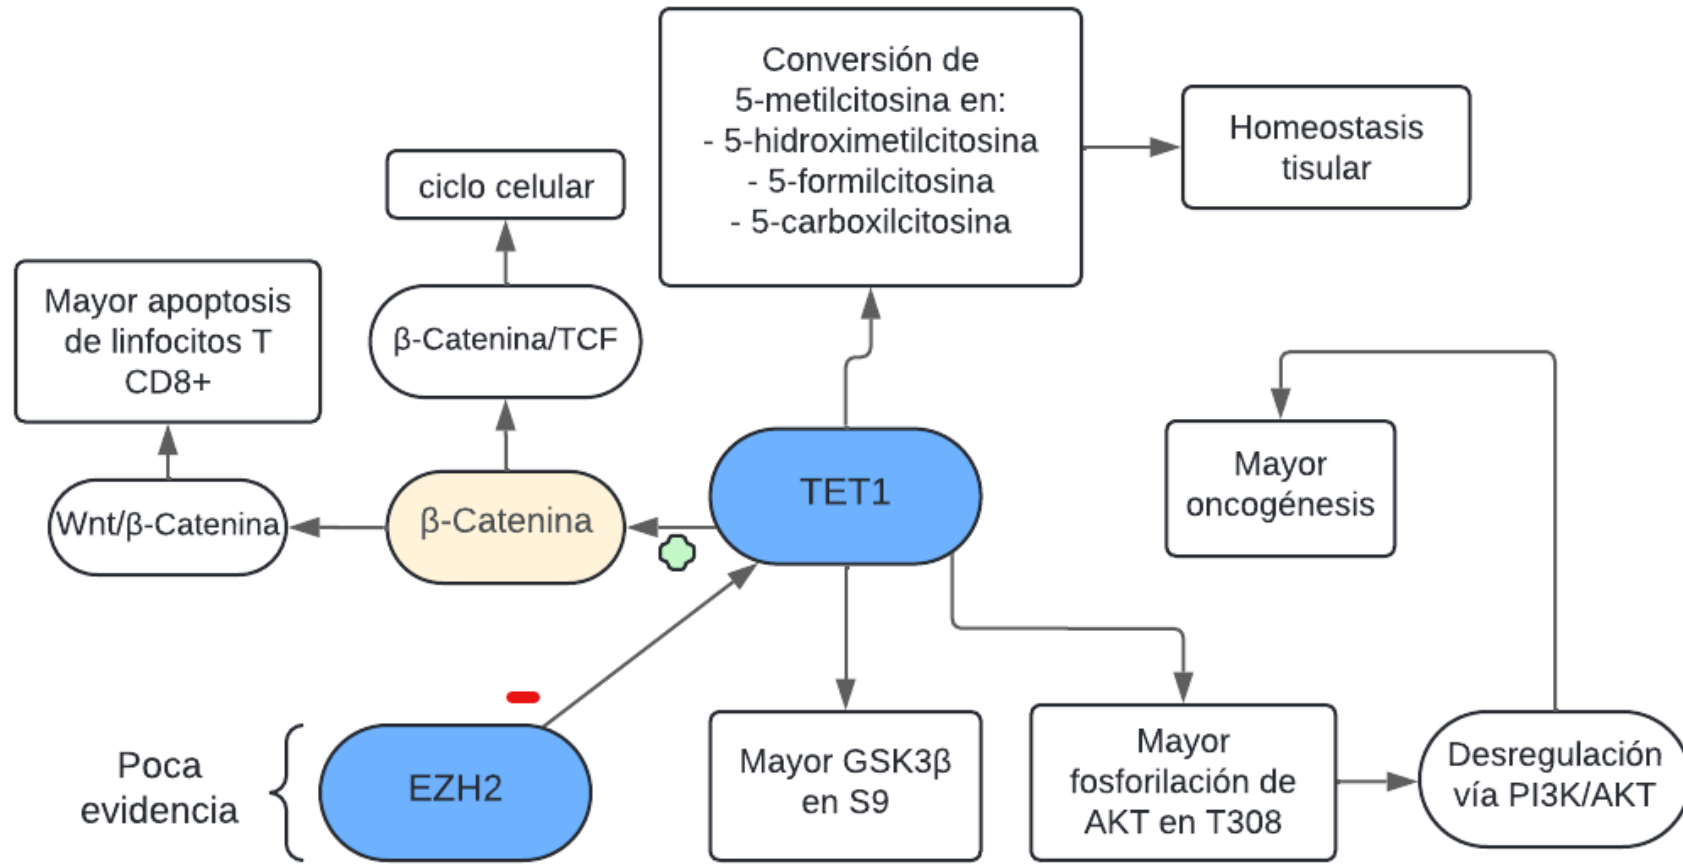 Conversión de
5-metilcitosina en:
- 5-hidroximetilcitosina
- 5-formilcitosina
- 5-carboxilcitosina
Homeostasis
tisular
ciclo celular
Mayor apoptosis
de linfocitos T
CD8+
β-Catenina/TCF
Wnt/β-Catenina
β-Catenina
TET1
Mayor
oncogénesis
Poca
evidencia
EZH2
Mayor GSK3β
en S9
Mayor
fosforilación de
AKT en T308
Desregulación
vía PI3K/AKT